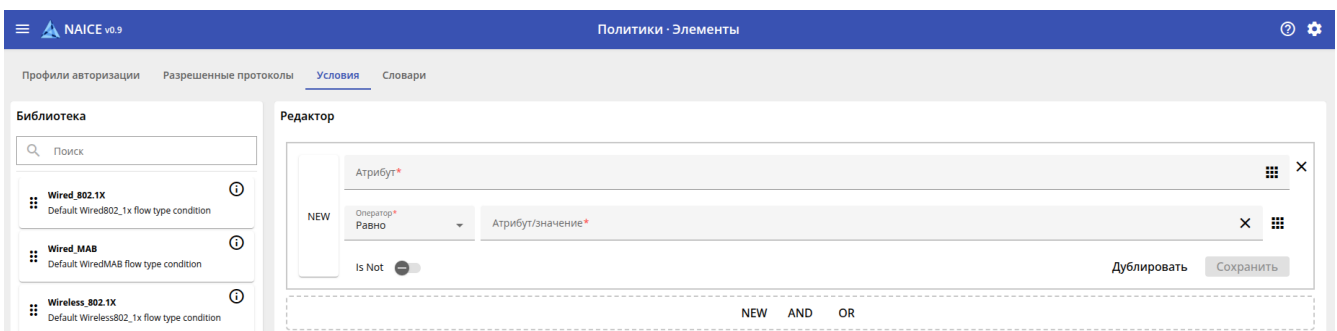 NAICE v0.9
Политики · Элементы
Профили авторизации Разрешенные протоколы Условия Словари
Библиотека
Поиск
Wired_802.1X
Default Wired802_1x flow type condition
Wired_MAB
Default WiredMAB flow type condition
Wireless_802.1X
Default Wireless802_1x flow type condition
Редактор
NEW
Атрибут*
Оператор*
Равно
Атрибут/значение*
Is Not
Дублировать Сохранить
NEW AND OR